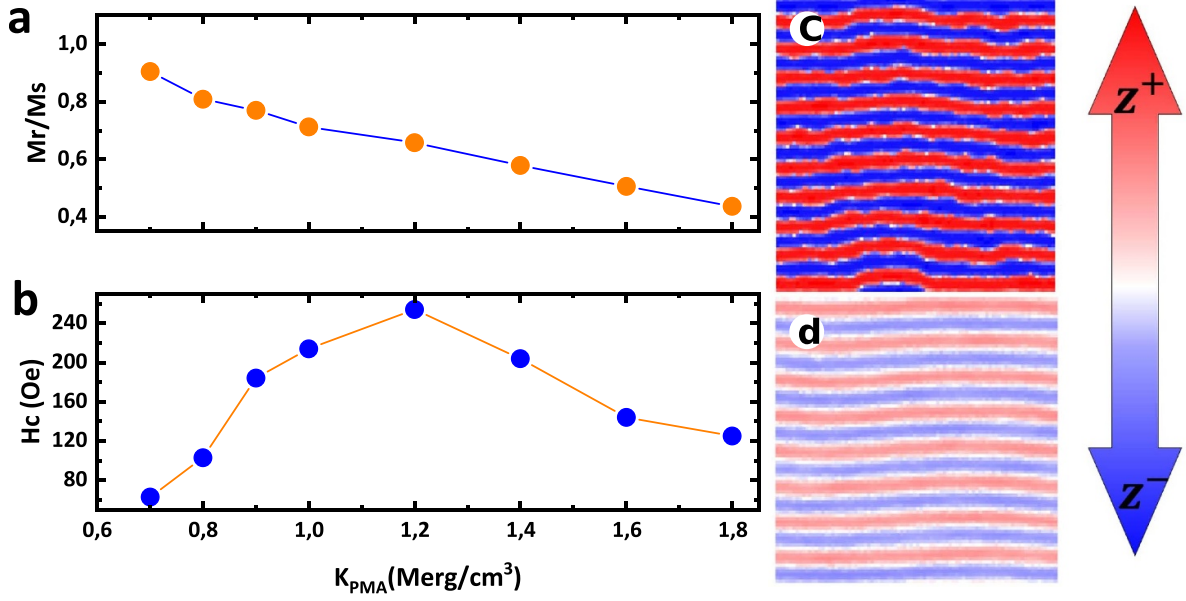 a
1,0
0,8
0,6
0,4
Mr/Ms
b
240
200
160
120
80
Hc (Oe)
0,6 0,8 1,0 1,2 1,4 1,6 1,8
K_PMA(Merg/cm³)
C
d
z⁺
z⁻